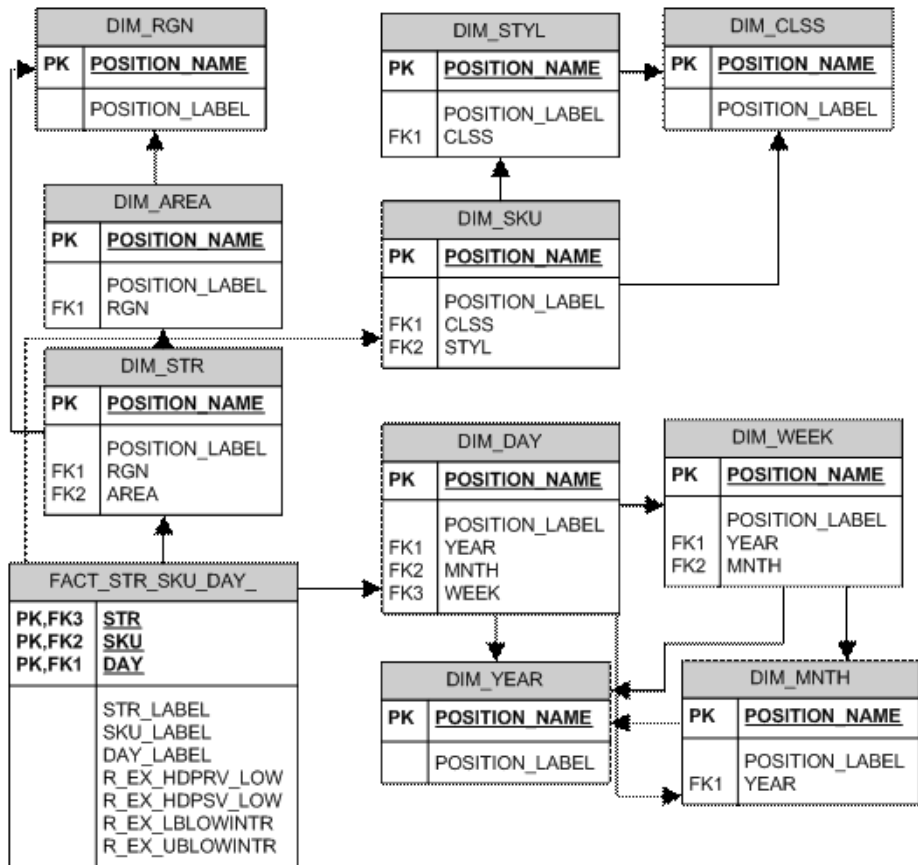 DIM_RGN
PK POSITION_NAME
POSITION_LABEL
DIM_STYL
PK POSITION_NAME
POSITION_LABEL
FK1 CLSS
DIM_CLSS
PK POSITION_NAME
POSITION_LABEL
DIM_AREA
PK POSITION_NAME
POSITION_LABEL
FK1 RGN
DIM_SKU
PK POSITION_NAME
POSITION_LABEL
FK1 CLSS
FK2 STYL
DIM_STR
PK POSITION_NAME
POSITION_LABEL
FK1 RGN
FK2 AREA
DIM_DAY
PK POSITION_NAME
POSITION_LABEL
FK1 YEAR
FK2 MNTH
FK3 WEEK
DIM_WEEK
PK POSITION_NAME
POSITION_LABEL
FK1 YEAR
FK2 MNTH
FACT_STR_SKU_DAY_
PK,FK3 STR
PK,FK2 SKU
PK,FK1 DAY
STR_LABEL
SKU_LABEL
DAY_LABEL
R_EX_HDPRV_LOW
R_EX_HDPSV_LOW
R_EX_LBLOWINTR
R_EX_UBLOWINTR
DIM_YEAR
PK POSITION_NAME
POSITION_LABEL
DIM_MNTH
PK POSITION_NAME
POSITION_LABEL
FK1 YEAR